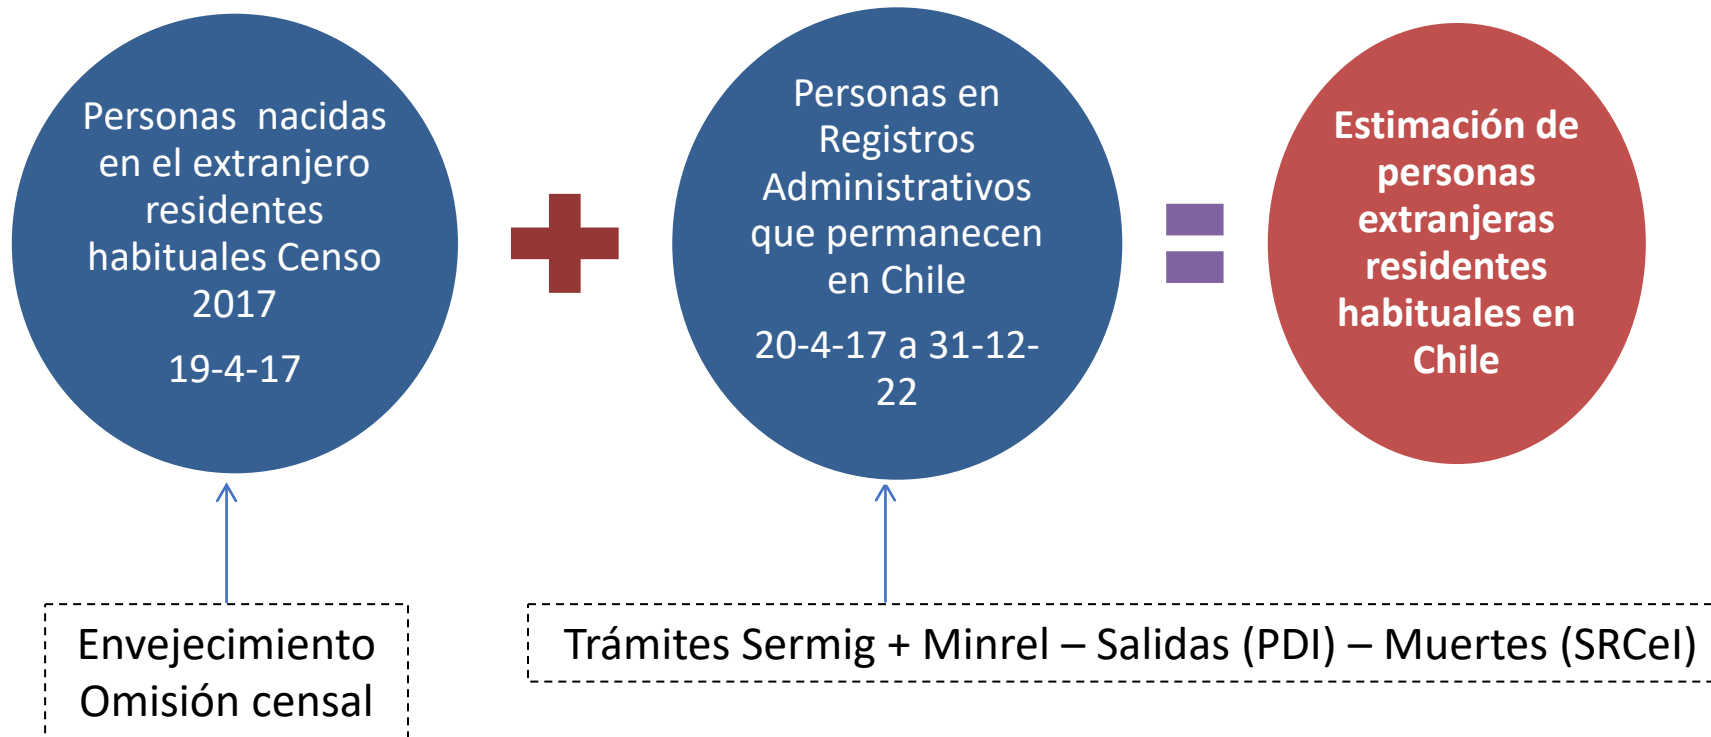 Personas nacidas
en el extranjero
residentes
habituales Censo
2017
19-4-17
Personas en
Registros
Administrativos
que permanecen
en Chile
20-4-17 a 31-12-
22
Estimación de
personas
extranjeras
residentes
habituales en
Chile
Envejecimiento
Omisión censal
Trámites Sermig + Minrel – Salidas (PDI) – Muertes (SRCeI)